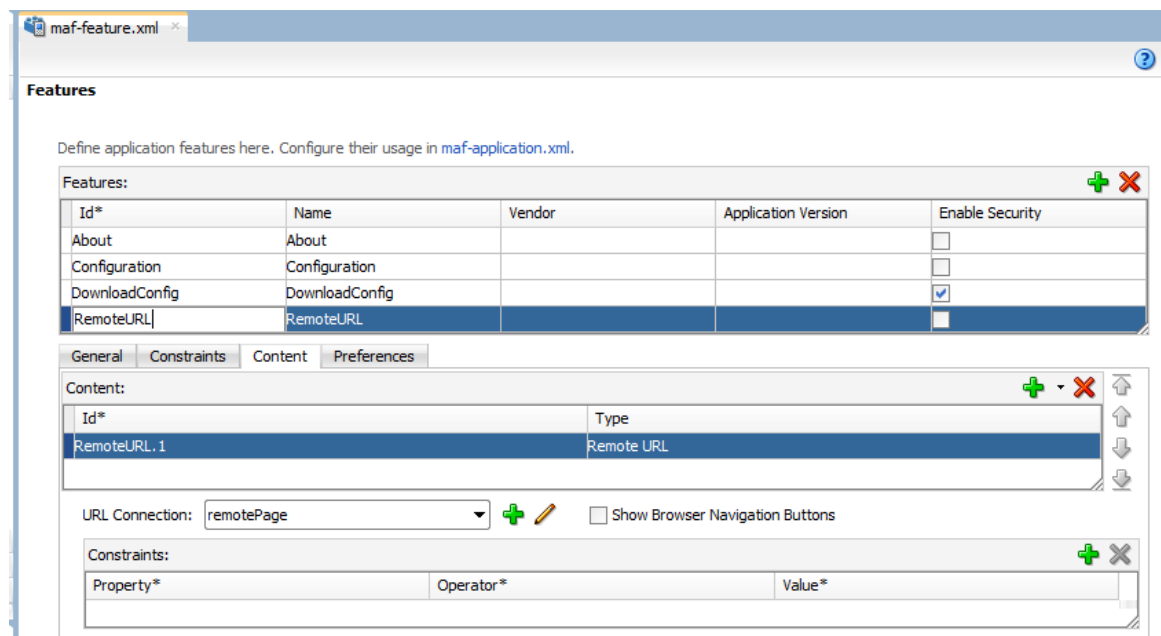 maf-feature.xml
Features
Define application features here. Configure their usage in maf-application.xml.
Features:
Id* Name Vendor Application Version Enable Security
About About
Configuration Configuration
DownloadConfig DownloadConfig
RemoteURL RemoteURL
General Constraints Content Preferences
Content:
Id* Type
RemoteURL.1 Remote URL
URL Connection: remotePage Show Browser Navigation Buttons
Constraints:
Property* Operator* Value*